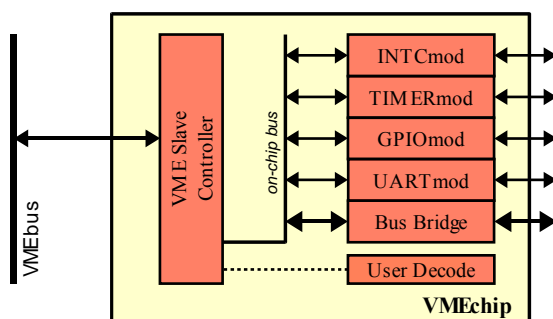 VMEbus
VME Slave
Controller
on-chip bus
INTCmod
TIMERmod
GPIOmod
UARTmod
Bus Bridge
User Decode
VMEchip